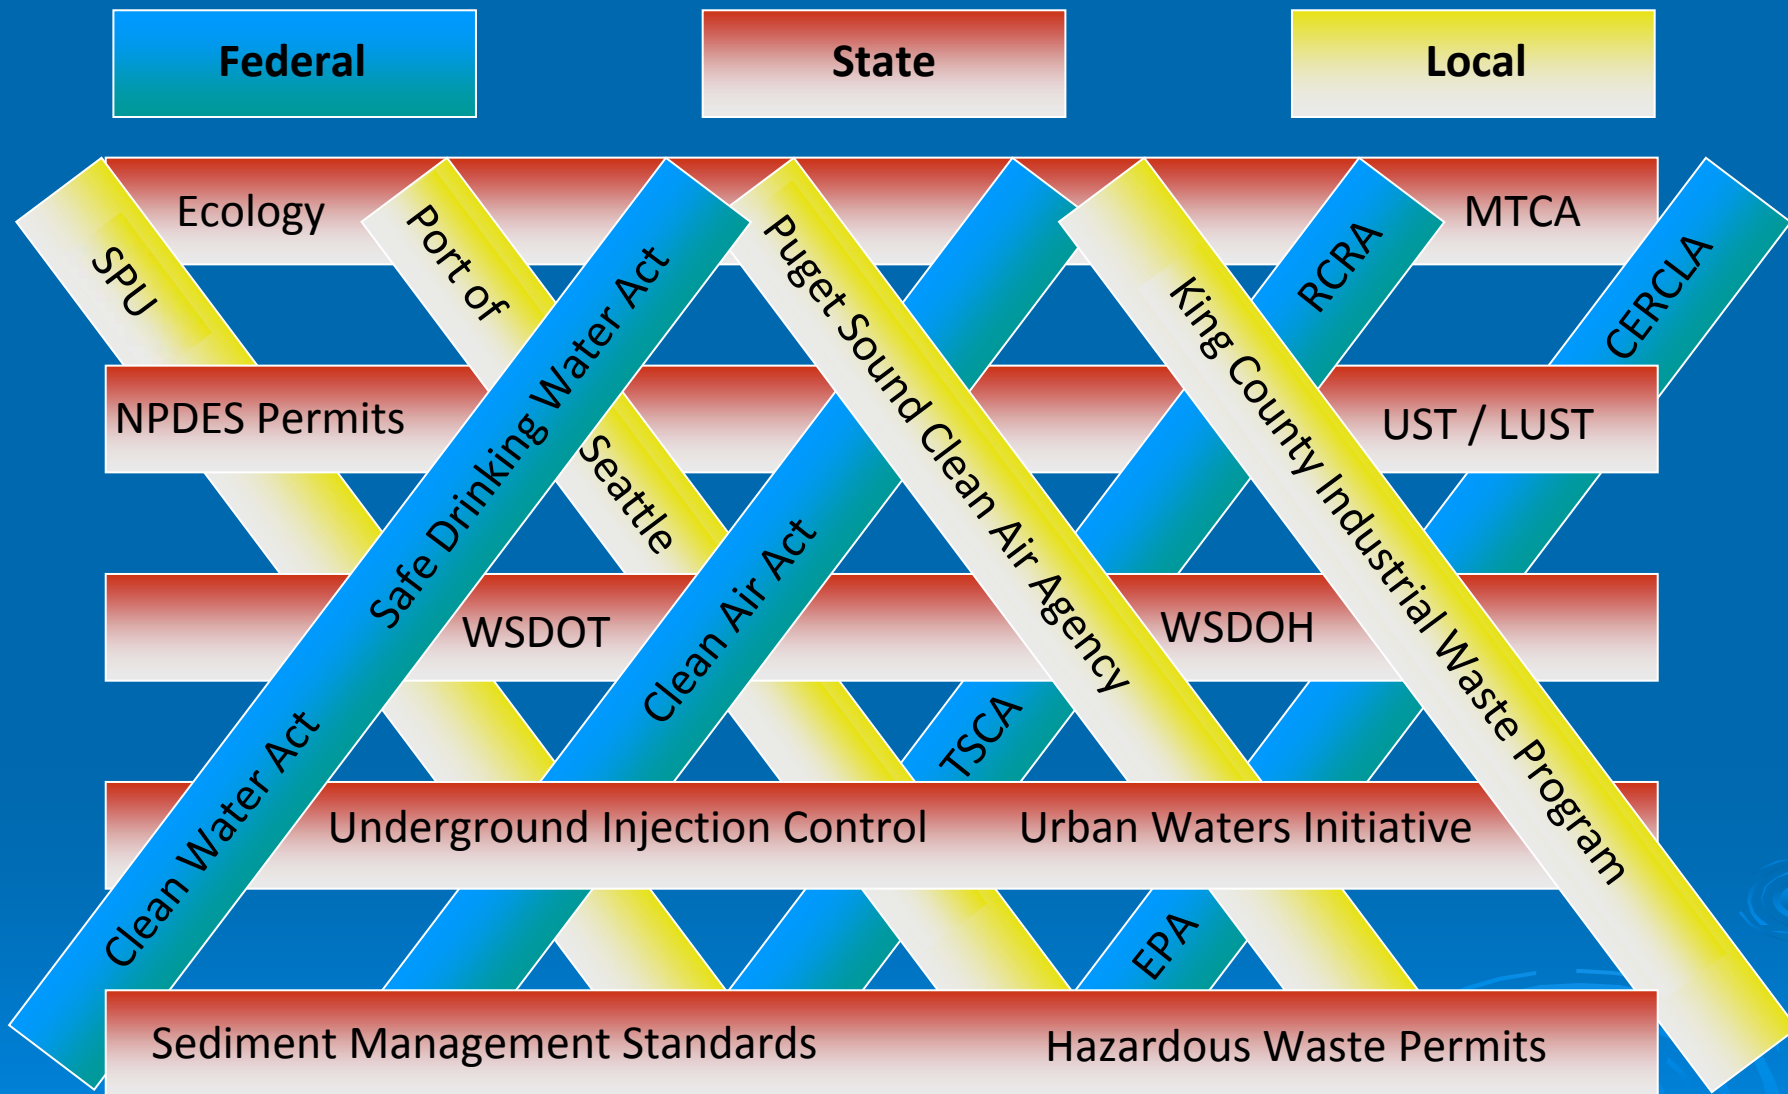 Federal
State
Local
Ecology
MTCA
SPU
Port of
Seattle
Puget Sound Clean Air Agency
King County Industrial Waste Program
RCRA
CERCLA
NPDES Permits
UST / LUST
Safe Drinking Water Act
Clean Water Act
Clean Air Act
WSDOT
WSDOH
TSCA
Underground Injection Control
Urban Waters Initiative
EPA
Sediment Management Standards
Hazardous Waste Permits